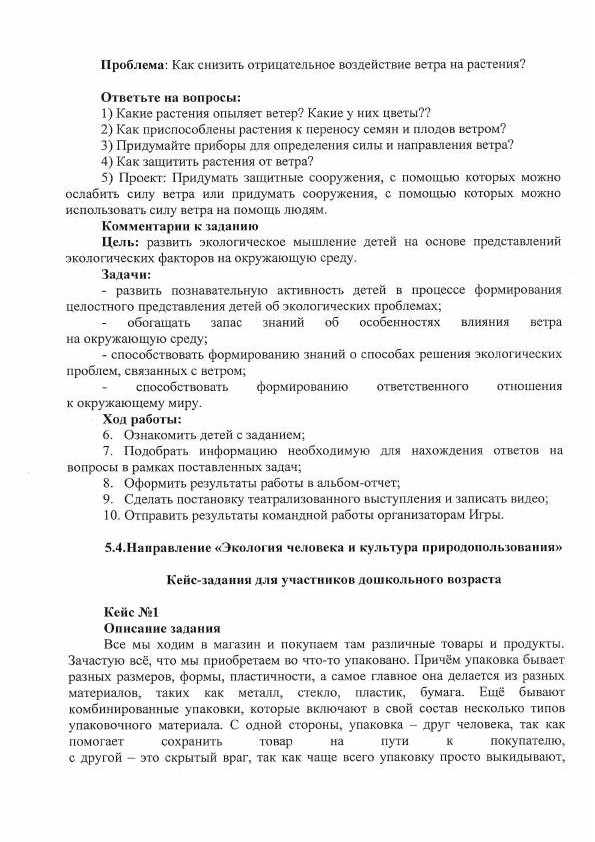 Проблема: Как снизить отрицательное воздействие ветра на растения?
Ответьте на вопросы:
1) Какие растения опыляет ветер? Какие у них цветы??
2) Как приспособлены растения к переносу семян и плодов ветром?
3) Придумайте приборы для определения силы и направления ветра?
4) Как защитить растения от ветра?
5) Проект: Придумать защитные сооружения, с помощью которых можно
ослабить силу ветра или придумать сооружения, с помощью которых можно
использовать силу ветра на помощь людям.
Комментарии к заданию
Цель: развить экологическое мышление детей на основе представлений
экологических факторов на окружающую среду.
Задачи:
- развить познавательную активность детей в процессе формирования
целостного представления детей об экологических проблемах;
- обогащать запас знаний об особенностях влияния ветра
на окружающую среду;
- способствовать формированию знаний о способах решения экологических
проблем, связанных с ветром;
- способствовать формированию ответственного отношения
к окружающему миру.
Ход работы:
6. Ознакомить детей с заданием;
7. Подобрать информацию необходимую для нахождения ответов на
вопросы в рамках поставленных задач;
8. Оформить результаты работы в альбом-отчет;
9. Сделать постановку театрализованного выступления и записать видео;
10. Отправить результаты командной работы организаторам Игры.
5.4.Направление «Экология человека и культура природопользования»
Кейс-задания для участников дошкольного возраста
Кейс №1
Описание задания
Все мы ходим в магазин и покупаем там различные товары и продукты.
Зачастую всё, что мы приобретаем во что-то упаковано. Причём упаковка бывает
разных размеров, формы, пластичности, а самое главное она делается из разных
материалов, таких как металл, стекло, пластик, бумага. Ещё бывают
комбинированные упаковки, которые включают в свой состав несколько типов
упаковочного материала. С одной стороны, упаковка – друг человека, так как
помогает сохранить товар на пути к покупателю,
с другой – это скрытый враг, так как чаще всего упаковку просто выкидывают,